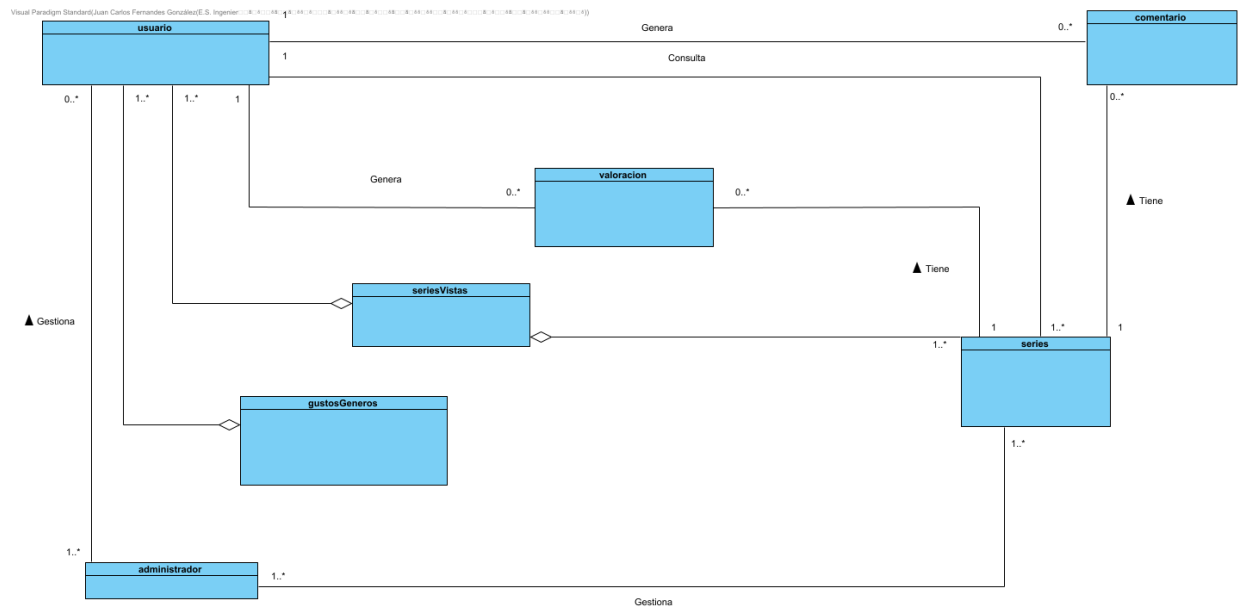 Visual Paradigm Standard(Juan Carlos Fernandes González(E.S. Ingenier
1
usuario
comentario
Genera
0..*
1
Consulta
0..*
1..*
1..*
1
0..*
valoracion
Genera
0..*
0..*
Tiene
Tiene
seriesVistas
Gestiona
1
1..*
1
1..*
series
gustosGeneros
1..*
1..*
administrador
1..*
Gestiona